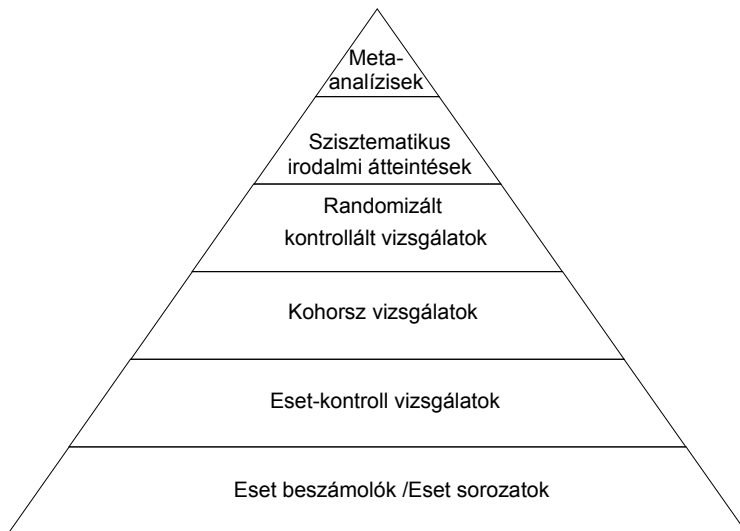 Meta-
analízisek
Szisztematikus
irodalmi átteintések
Randomizált
kontrollált vizsgálatok
Kohorsz vizsgálatok
Eset-kontroll vizsgálatok
Eset beszámolók /Eset sorozatok